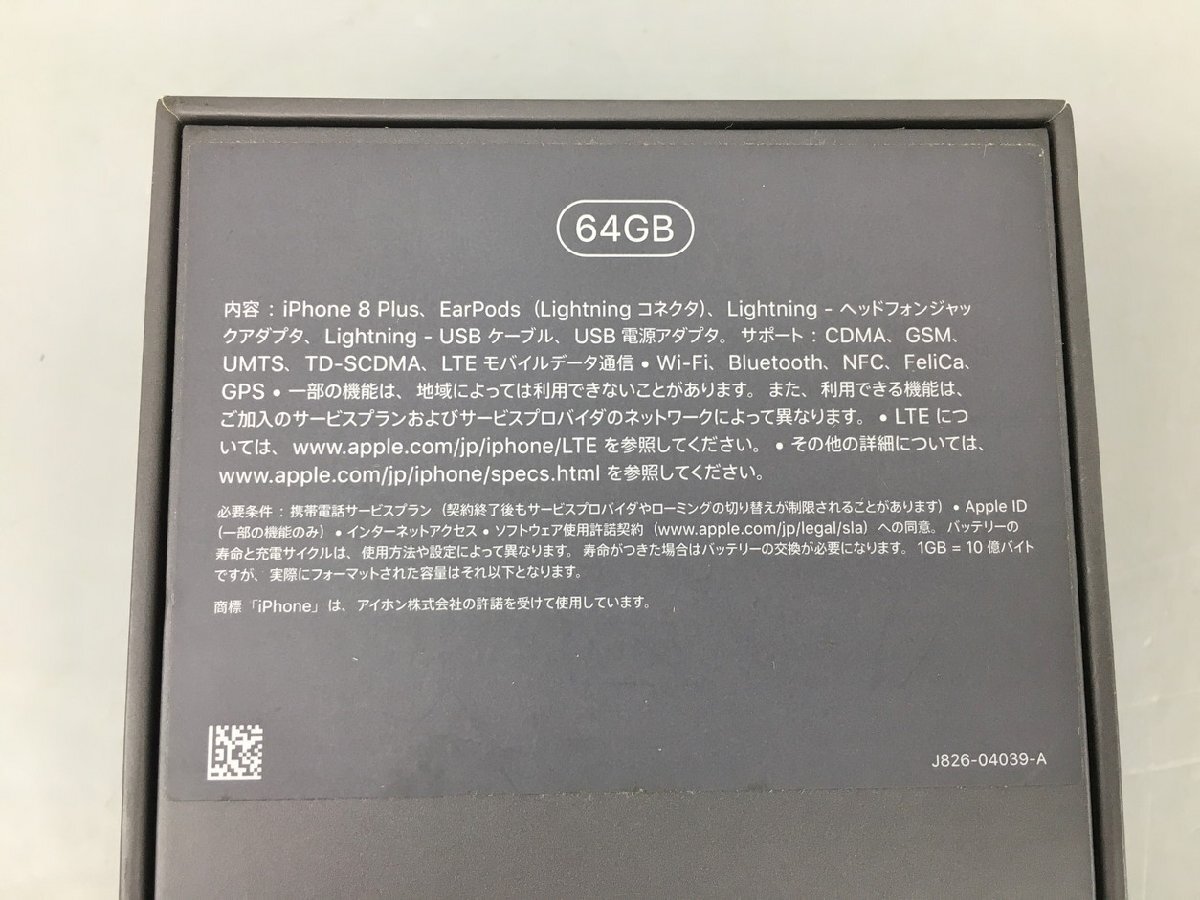 64GB
内容：iPhone 8 Plus、EarPods（Lightning コネクタ）、Lightning - ヘッドフォンジャッ
クアダプタ、Lightning - USB ケーブル、USB 電源アダプタ。サポート：CDMA、GSM、
UMTS、TD-SCDMA、LTE モバイルデータ通信 • Wi-Fi、Bluetooth、NFC、FeliCa、
GPS • 一部の機能は、地域によっては利用できないことがあります。また、利用できる機能は、
ご加入のサービスプランおよびサービスプロバイダのネットワークによって異なります。• LTE につ
いては、www.apple.com/jp/iphone/LTE を参照してください。• その他の詳細については、
www.apple.com/jp/iphone/specs.html を参照してください。
必要条件：携帯電話サービスプラン（契約終了後もサービスプロバイダやローミングの切り替えが制限されることがあります）• Apple ID
（一部の機能のみ）• インターネットアクセス • ソフトウェア使用許諾契約（www.apple.com/jp/legal/sla）への同意。バッテリーの
寿命と充電サイクルは、使用方法や設定によって異なります。寿命がつきた場合はバッテリーの交換が必要になります。1GB = 10 億バイト
ですが、実際にフォーマットされた容量はそれ以下となります。
商標「iPhone」は、アイホン株式会社の許諾を受けて使用しています。
J826-04039-A